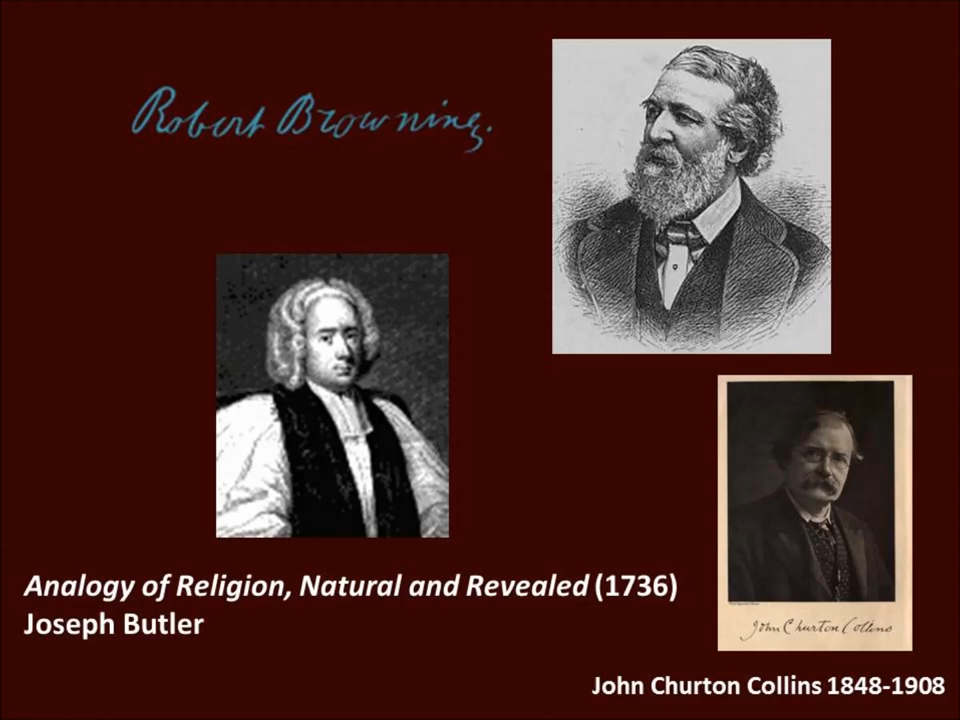 Robert Browning.
Analogy of Religion, Natural and Revealed (1736)
Joseph Butler
John Churton Collins
John Churton Collins 1848-1908